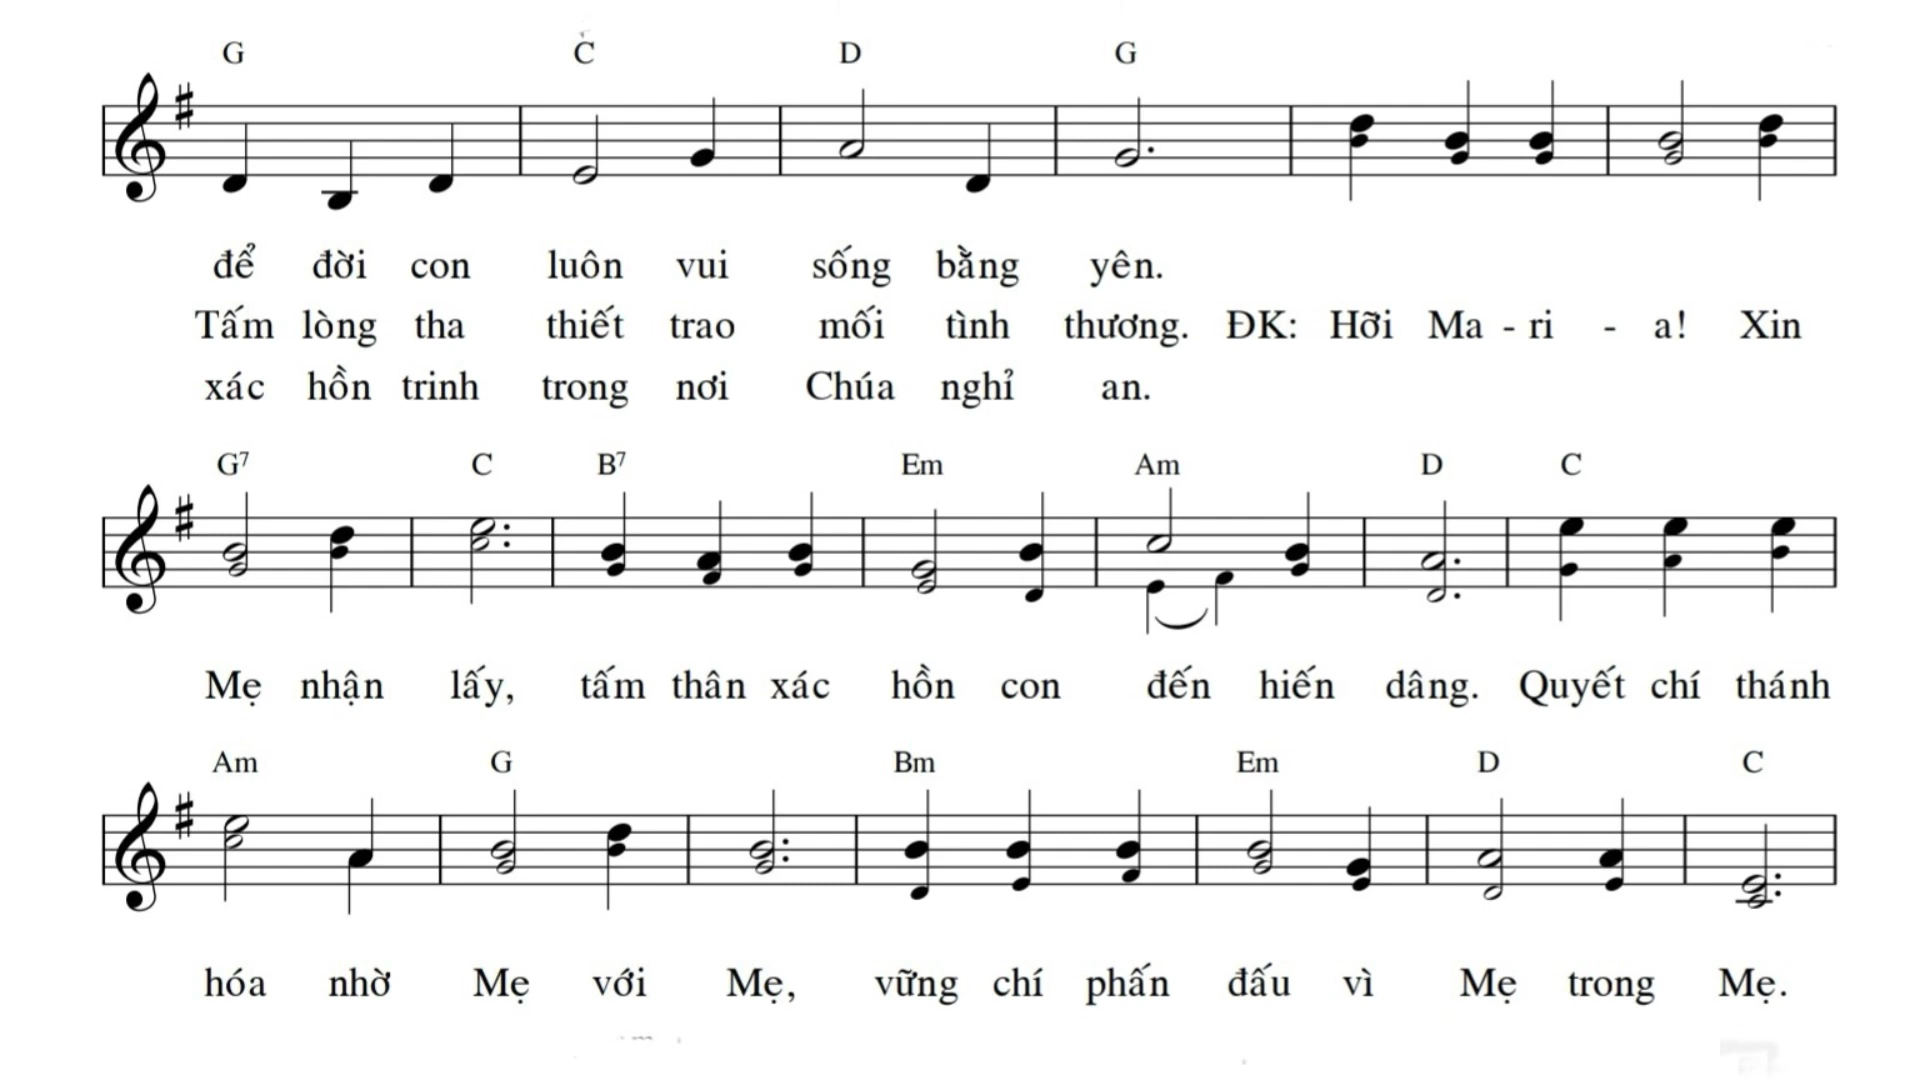 G C D G
để đời con luôn vui sống bằng yên.
Tấm lòng tha thiết trao mối tình thương. ĐK: Hỡi Ma - ri - a! Xin
xác hồn trinh trong nơi Chúa nghỉ an.
G7 C B7 Em Am D C
Mẹ nhận lấy, tấm thân xác hồn con đến hiến dâng. Quyết chí thánh
Am G Bm Em D C
hóa nhờ Mẹ với Mẹ, vững chí phấn đấu vì Mẹ trong Mẹ.